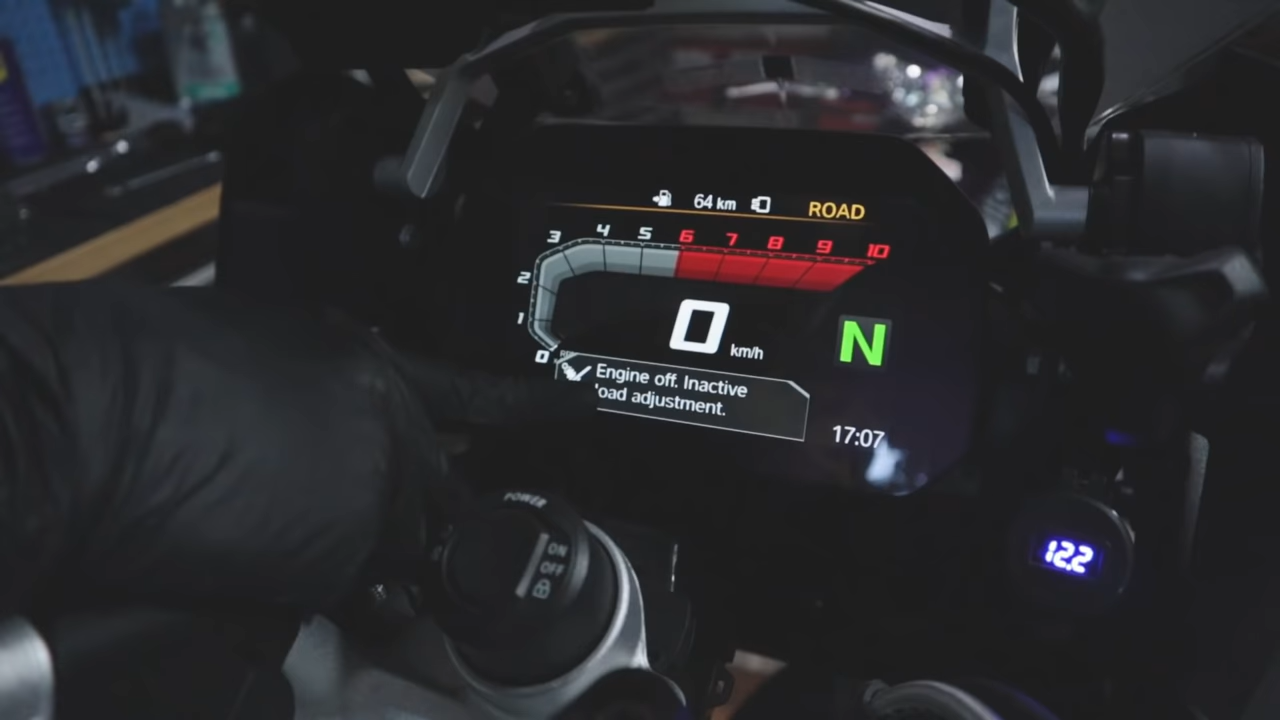 64 km
ROAD
3 4 5 6 7 8 9 10
2
1
0
0 km/h
N
Engine off. Inactive
oad adjustment.
17:07
POWER
ON
OFF
12.2